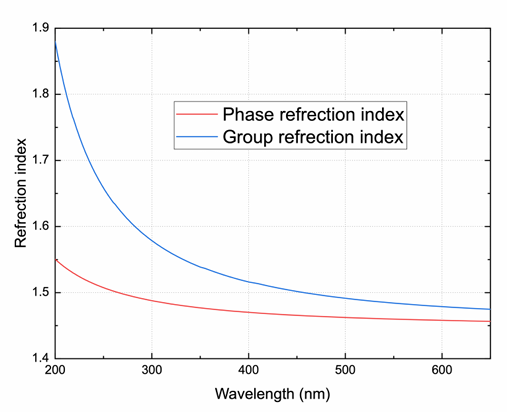 1.9
1.8
1.7
1.6
1.5
1.4
Refrection index
Phase refrection index
Group refrection index
200 300 400 500 600
Wavelength (nm)